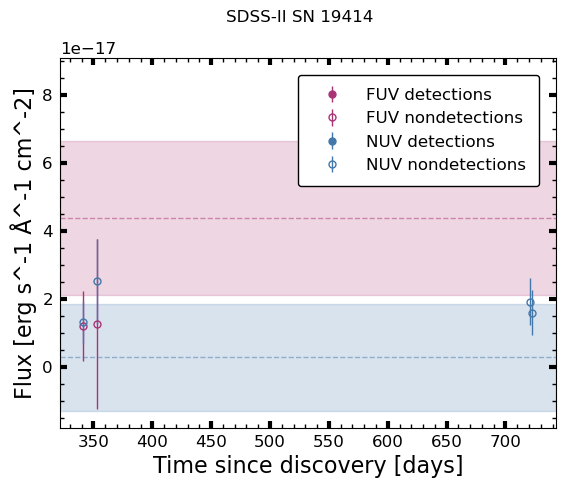 SDSS-II SN 19414
1e−17
FUV detections
FUV nondetections
NUV detections
NUV nondetections
8
6
4
2
0
Flux [erg s^-1 Å^-1 cm^-2]
350 400 450 500 550 600 650 700
Time since discovery [days]